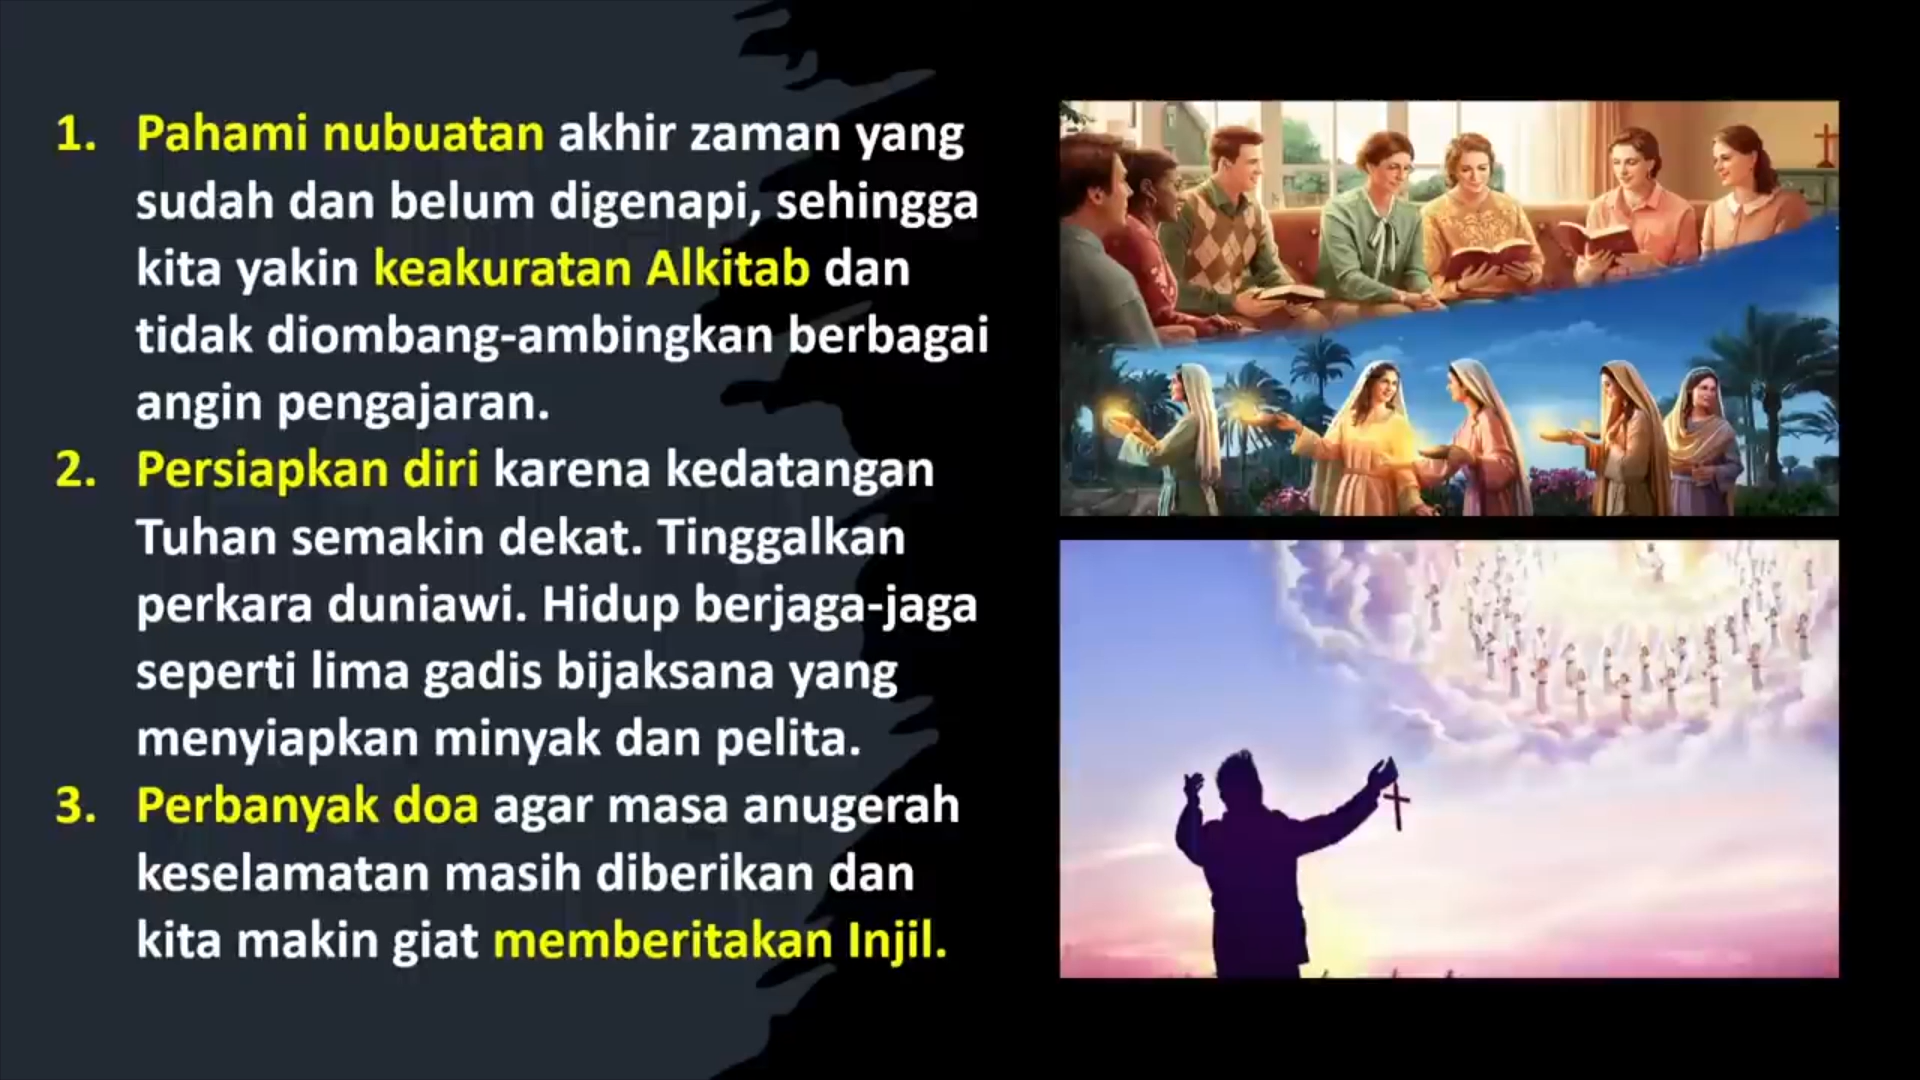 1. Pahami nubuatan akhir zaman yang
sudah dan belum digenapi, sehingga
kita yakin keakuratan Alkitab dan
tidak diombang-ambingkan berbagai
angin pengajaran.
2. Persiapkan diri karena kedatangan
Tuhan semakin dekat. Tinggalkan
perkara duniawi. Hidup berjaga-jaga
seperti lima gadis bijaksana yang
menyiapkan minyak dan pelita.
3. Perbanyak doa agar masa anugerah
keselamatan masih diberikan dan
kita makin giat memberitakan Injil.